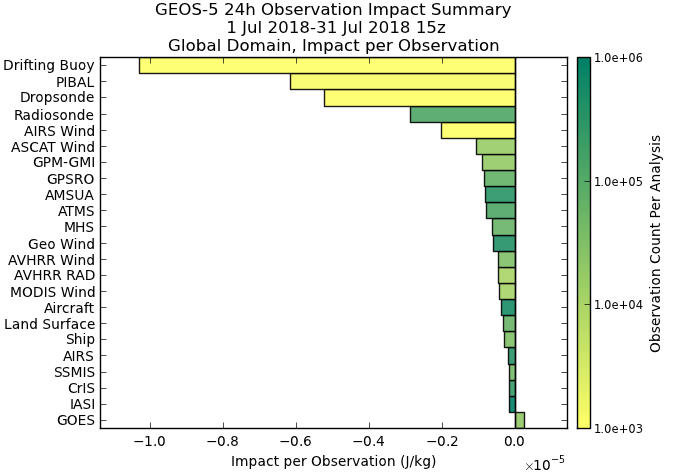 GEOS-5 24h Observation Impact Summary
1 Jul 2018-31 Jul 2018 15z
Global Domain, Impact per Observation
Drifting Buoy
PIBAL
Dropsonde
Radiosonde
AIRS Wind
ASCAT Wind
GPM-GMI
GPSRO
AMSUA
ATMS
MHS
Geo Wind
AVHRR Wind
AVHRR RAD
MODIS Wind
Aircraft
Land Surface
Ship
AIRS
SSMIS
CrIS
IASI
GOES
−1.0 −0.8 −0.6 −0.4 −0.2 0.0
×10⁻⁵
Impact per Observation (J/kg)
1.0e+06
1.0e+05
1.0e+04
1.0e+03
Observation Count Per Analysis